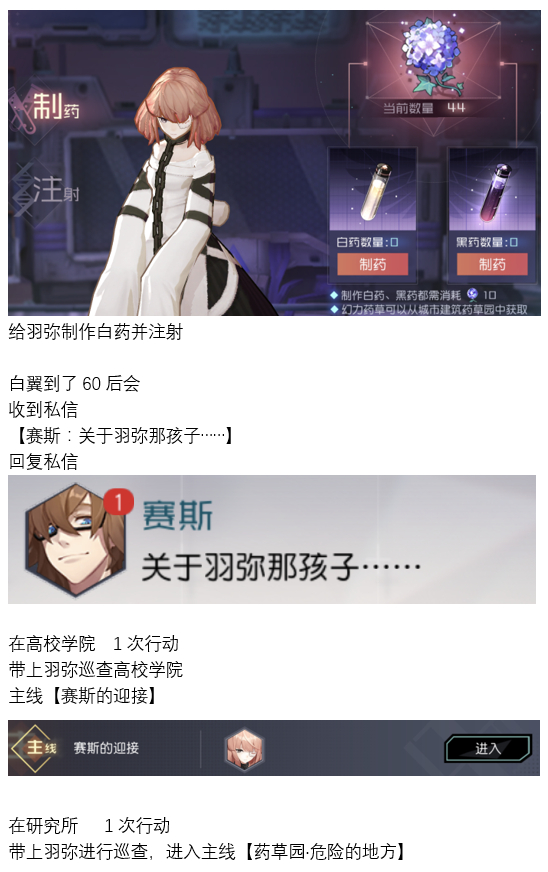 制药
当前数量 44
注射
白药数量:0
黑药数量:0
制药
制药
制作白药、黑药都需消耗 10
幻力药草可以从城市建筑药草园中获取
给羽弥制作白药并注射
白翼到了 60 后会
收到私信
【赛斯：关于羽弥那孩子……】
回复私信
1
赛斯
关于羽弥那孩子……
在高校学院 1 次行动
带上羽弥巡查高校学院
主线【赛斯的迎接】
主线 赛斯的迎接 进入
在研究所 1 次行动
带上羽弥进行巡查，进入主线【药草园·危险的地方】